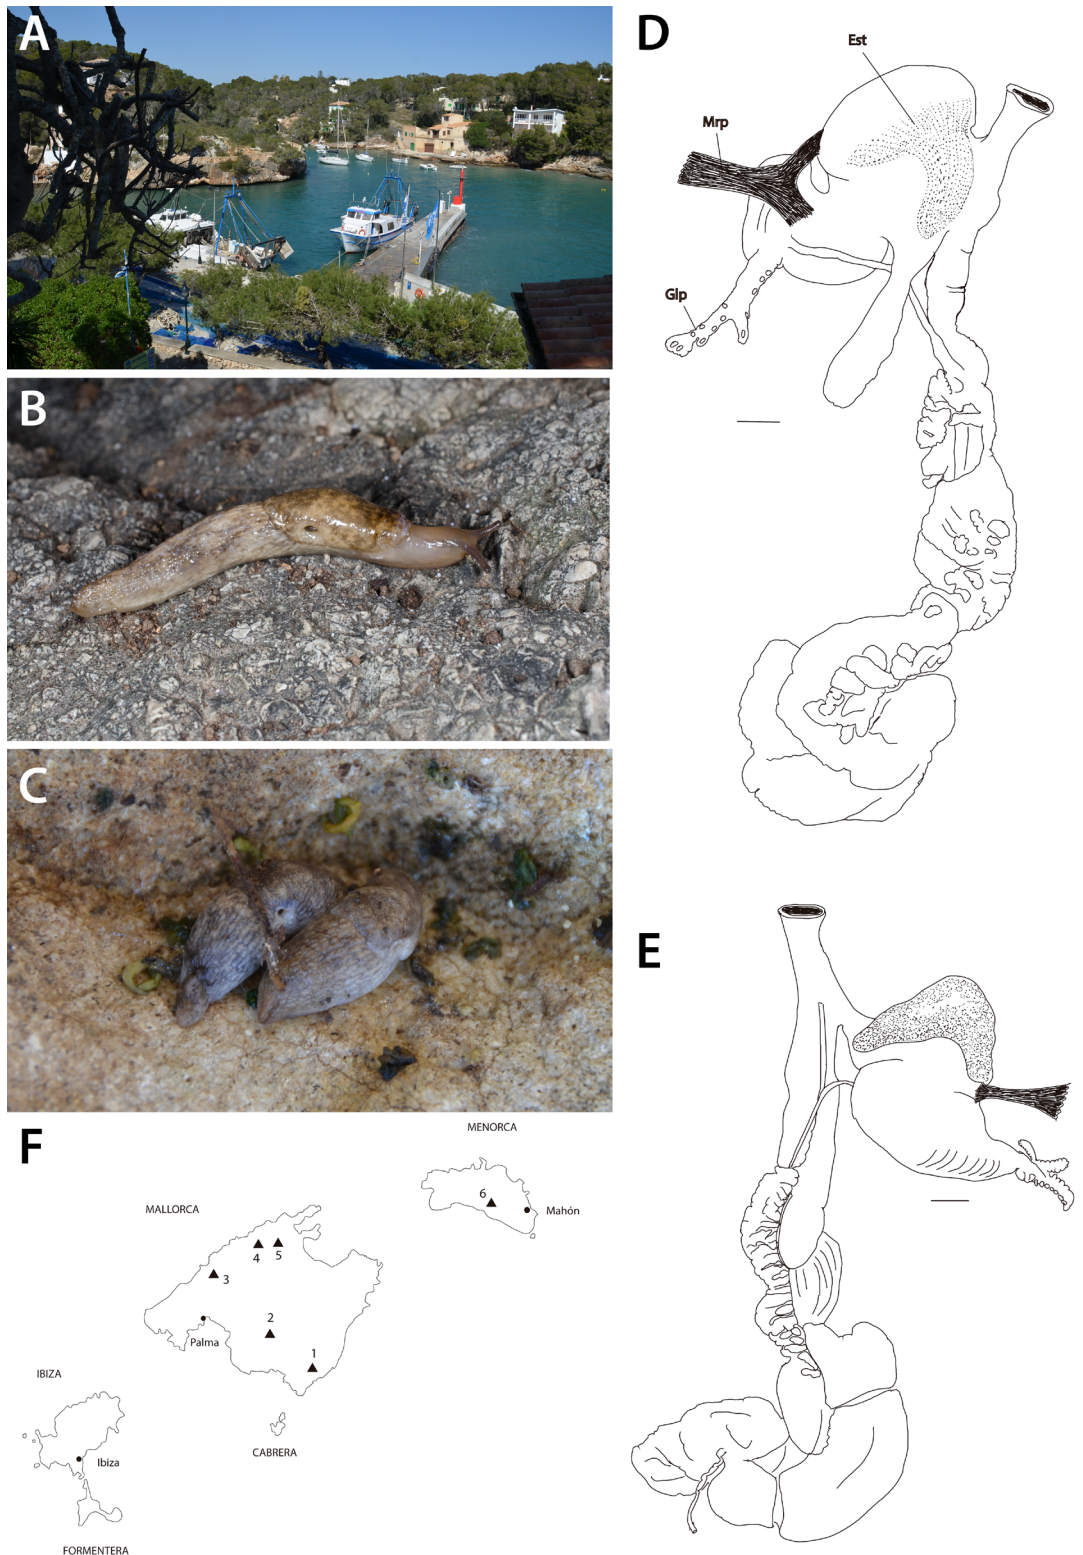 A
B
C
D
Est
Mrp
Glp
E
F
MENORCA
6
Mahón
MALLORCA
4
5
3
2
Palma
1
IBIZA
Ibiza
CABRERA
FORMENTERA